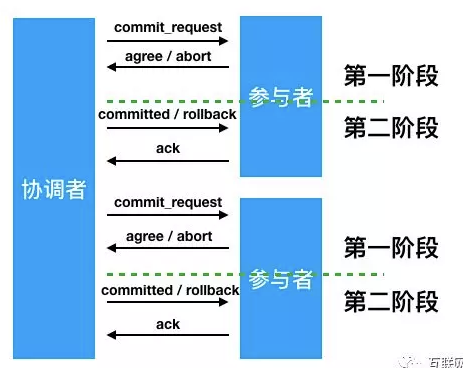 commit_request
agree / abort
第一阶段
参与者
committed / rollback
第二阶段
ack
协调者
commit_request
agree / abort
第一阶段
参与者
committed / rollback
第二阶段
ack
互联